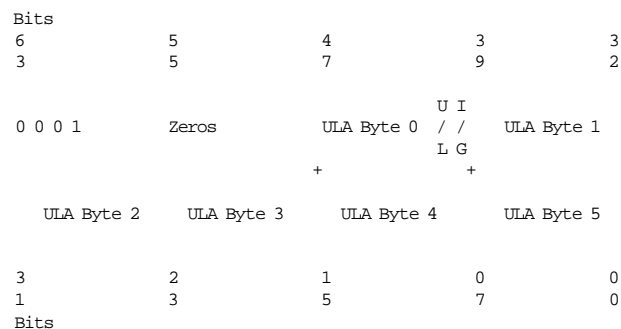 Bits
6 5 4 3 3
3 5 7 9 2
U I
0 0 0 1 Zeros ULA Byte 0 / / ULA Byte 1
L G
+ +
ULA Byte 2 ULA Byte 3 ULA Byte 4 ULA Byte 5
3 2 1 0 0
1 3 5 7 0
Bits